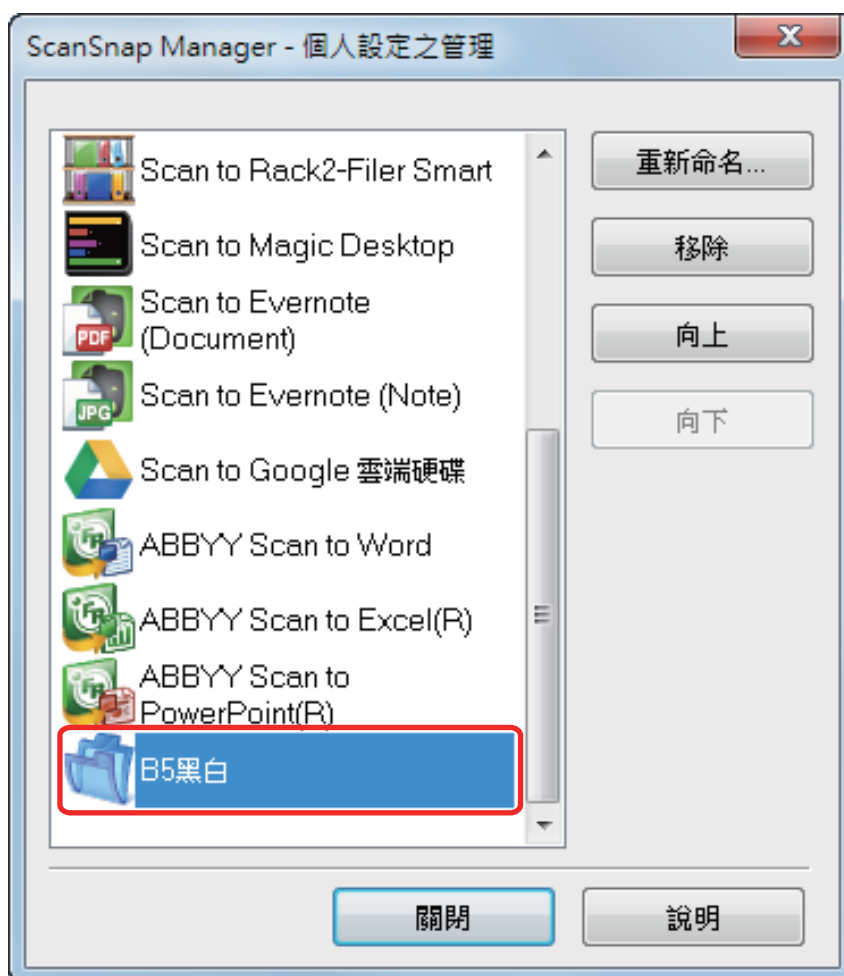 ScanSnap Manager - 個人設定之管理
Scan to Rack2-Filer Smart
Scan to Magic Desktop
PDF
Scan to Evernote
(Document)
JPG
Scan to Evernote (Note)
Scan to Google 雲端硬碟
ABBYY Scan to Word
ABBYY Scan to Excel(R)
ABBYY Scan to
PowerPoint(R)
B5黑白
重新命名...
移除
向上
向下
關閉
說明